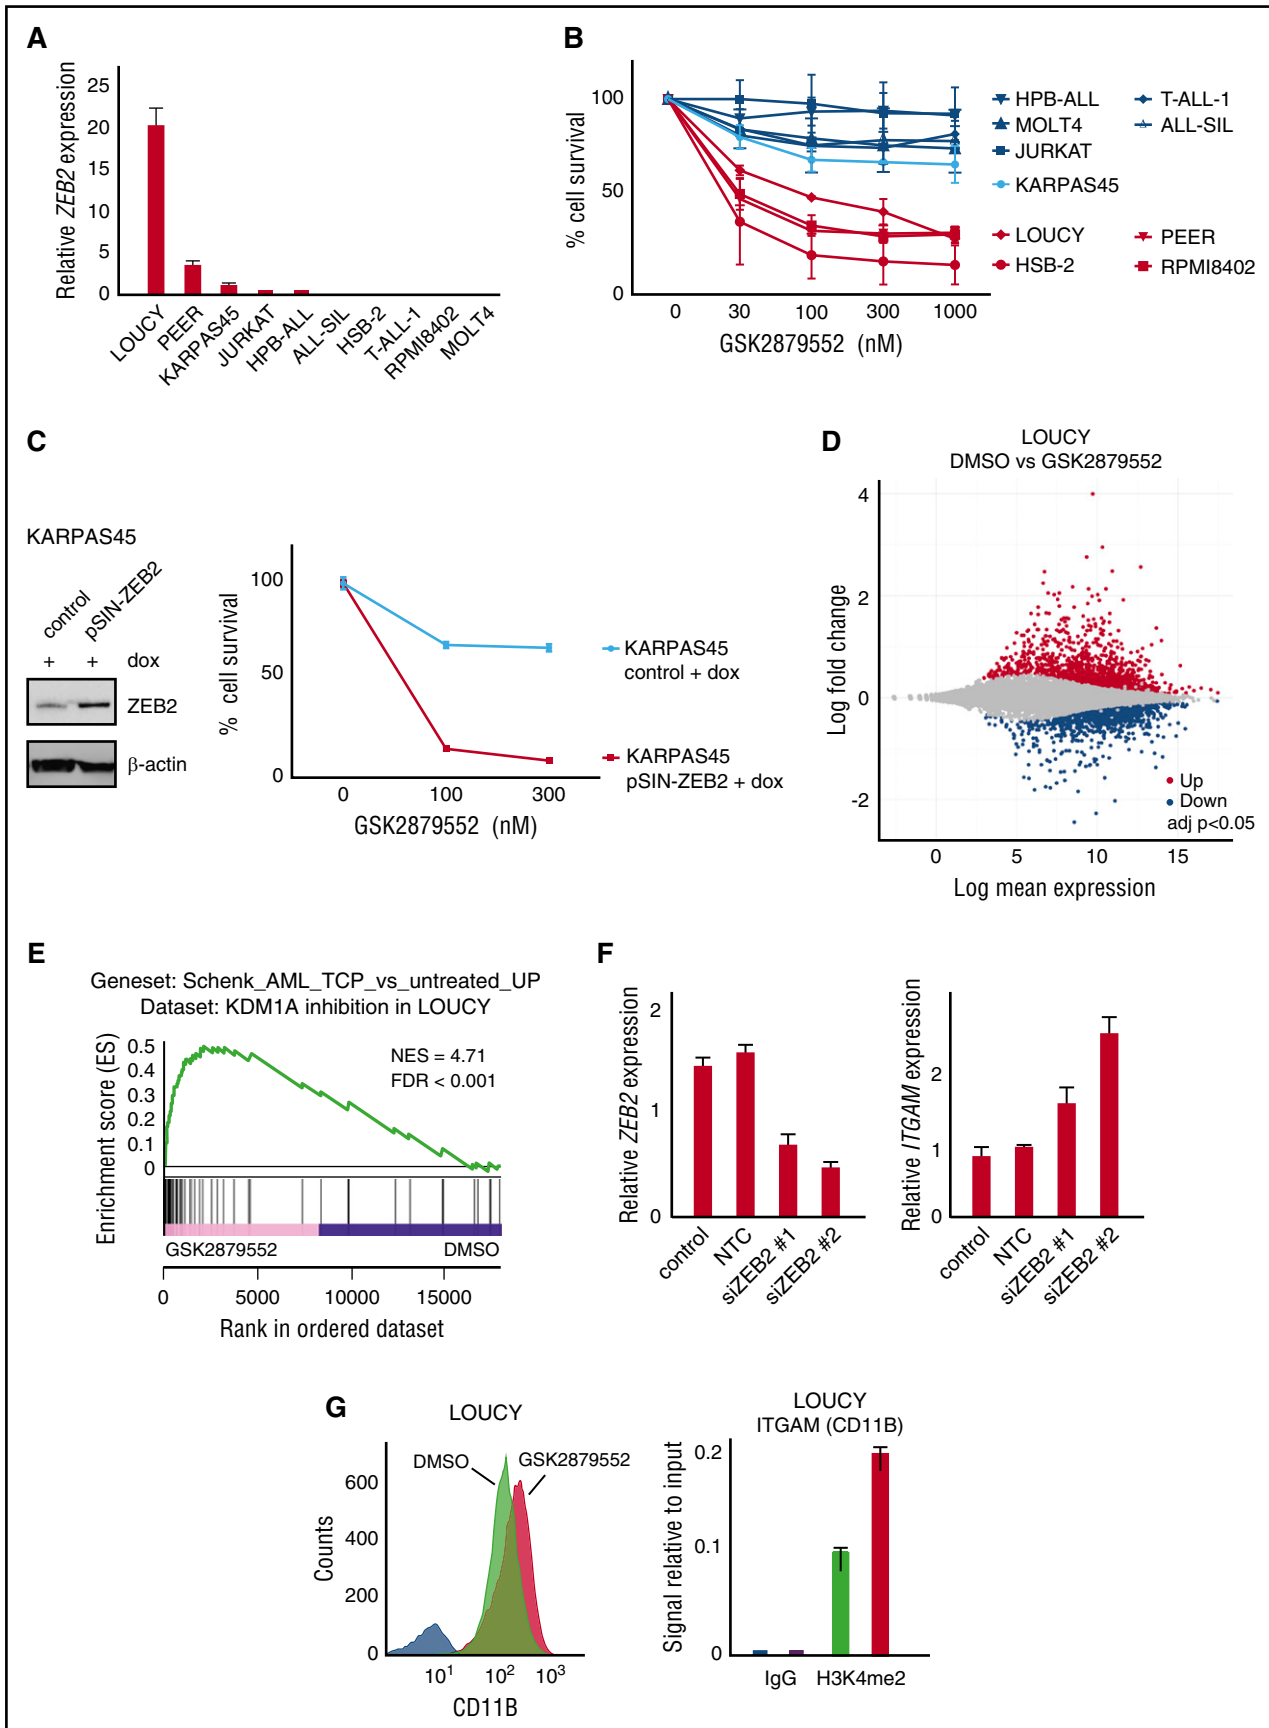 A
Relative ZEB2 expression
25
20
15
10
5
0
LOUCY
PEER
KARPAS45
JURKAT
HPB-ALL
ALL-SIL
HSB-2
T-ALL-1
RPMI8402
MOLT4
B
% cell survival
100
50
0
0 30 100 300 1000
GSK2879552 (nM)
HPB-ALL
MOLT4
JURKAT
KARPAS45
LOUCY
HSB-2
T-ALL-1
ALL-SIL
PEER
RPMI8402
C
KARPAS45
control
pSIN-ZEB2
+ + dox
ZEB2
β-actin
% cell survival
100
50
0
0 100 300
GSK2879552 (nM)
KARPAS45
control + dox
KARPAS45
pSIN-ZEB2 + dox
D
LOUCY
DMSO vs GSK2879552
Log fold change
4
2
0
-2
Up
Down
adj p<0.05
0 5 10 15
Log mean expression
E
Geneset: Schenk_AML_TCP_vs_untreated_UP
Dataset: KDM1A inhibition in LOUCY
Enrichment score (ES)
0.5
0.4
0.3
0.2
0.1
0
NES = 4.71
FDR < 0.001
GSK2879552 DMSO
0 5000 10000 15000
Rank in ordered dataset
F
Relative ZEB2 expression
2
1
0
control
NTC
siZEB2 #1
siZEB2 #2
Relative ITGAM expression
2
1
0
control
NTC
siZEB2 #1
siZEB2 #2
G
LOUCY
DMSO
GSK2879552
Counts
600
400
200
0
10¹ 10² 10³
CD11B
LOUCY
ITGAM (CD11B)
Signal relative to input
0.2
0.1
0
IgG H3K4me2